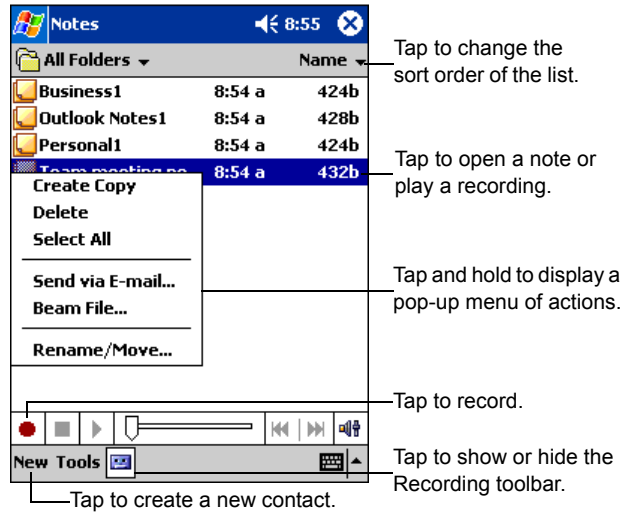 Notes 8:55
All Folders Name
Tap to change the
sort order of the list.
Business1 8:54 a 424b
Outlook Notes1 8:54 a 428b
Personal1 8:54 a 424b
Team meeting no 8:54 a 432b
Tap to open a note or
play a recording.
Create Copy
Delete
Select All
Send via E-mail...
Beam File...
Rename/Move...
Tap and hold to display a
pop-up menu of actions.
Tap to record.
New Tools
Tap to show or hide the
Recording toolbar.
Tap to create a new contact.